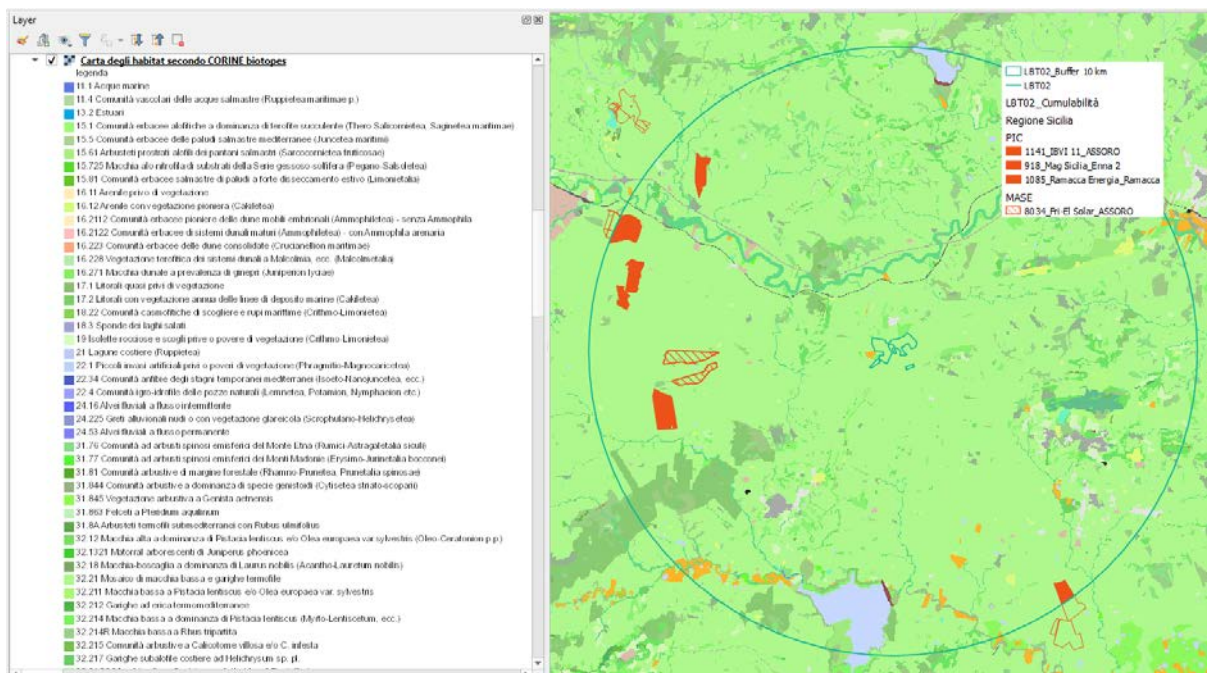 Layer
Carta degli habitat secondo CORINE biotopes
legenda
11.1 Acque marine
11.4 Comunità vascolari delle acque salmastre (Ruppietea maritimae p.)
13.2 Estuari
15.1 Comunità erbacee alofitiche a dominanza di terofite succulente (Thero Salicornietea, Saginetea maritimae)
15.5 Comunità erbacee delle paludi salmastre mediterranee (Juncetea maritimi)
15.61 Arbusteti prostrati alofili dei pantani salmastri (Sarcocornietea fruticosae)
15.725 Macchia alo nitrofila di substrati della Serie gessoso-solfifera (Pegano-Salsoletea)
15.81 Comunità erbacee salmastre di paludi a forte disseccamento estivo (Limonietalia)
16.11 Arenile privo di vegetazione
16.12 Arenile con vegetazione pioniera (Cakiletea)
16.2112 Comunità erbacee pioniere delle dune mobili embrionali (Ammophiletea) - senza Ammophila
16.2122 Comunità erbacee di sistemi dunali maturi (Ammophiletea) - con Ammophila arenaria
16.223 Comunità erbacee delle dune consolidate (Crucianellion maritimae)
16.228 Vegetazione terofitica dei sistemi dunali a Malcolmia, ecc. (Malcolmetalia)
16.271 Macchia dunale a prevalenza di ginepri (Juniperion lyciae)
17.1 Litorali quasi privi di vegetazione
17.2 Litorali con vegetazione annua delle linee di deposito marine (Cakiletea)
18.22 Comunità casmofitiche di scogliere e rupi marittime (Crithmo-Limonietea)
18.3 Sponde dei laghi salati
19 Isolette rocciose e scogli prive o povere di vegetazione (Crithmo-Limonietea)
21 Lagune costiere (Ruppietea)
22.1 Piccoli invasi artificiali privi o poveri di vegetazione (Phragmito-Magnocaricetea)
22.34 Comunità anfibie degli stagni temporanei mediterranei (Isoeto-Nanojuncetea, ecc.)
22.4 Comunità igro-idrofile delle pozze naturali (Lemnetea, Potamion, Nymphaeion etc.)
24.16 Alvei fluviali a flusso intermittente
24.225 Greti alluvionali nudi o con vegetazione glareicola (Scrophulario-Helichrysetea)
24.53 Alvei fluviali a flusso permanente
31.76 Comunità ad arbusti spinosi emisferici del Monte Etna (Rumici-Astragaletalia siculi)
31.77 Comunità ad arbusti spinosi emisferici dei Monti Madonie (Erysimo-Jurinetalia bocconei)
31.81 Comunità arbustive di margine forestale (Rhamno-Prunetea, Prunetalia spinosae)
31.844 Comunità arbustive a dominanza di specie genistoidi (Cytisetea striato-scoparii)
31.845 Vegetazione arbustiva a Genista aetnensis
31.863 Felceti a Pteridium aquilinum
31.8A Arbusteti termofili submediterranei con Rubus ulmifolius
32.12 Macchia alta a dominanza di Pistacia lentiscus e/o Olea europaea var. sylvestris (Oleo-Ceratonion p.p.)
32.1321 Matorral arborescenti di Juniperus phoenicea
32.18 Macchia-boscaglia a dominanza di Laurus nobilis (Acantho-Lauretum nobilis)
32.21 Mosaico di macchia bassa e garighe termofile
32.211 Macchia bassa a Pistacia lentiscus e/o Olea europaea var. sylvestris
32.212 Garighe ad erica termomediterranee
32.214 Macchia bassa a dominanza di Pistacia lentiscus (Myrto-Lentiscetum, ecc.)
32.214R Macchia bassa a Rhus tripartita
32.215 Comunità arbustive a Calicotome villosa e/o C. infesta
32.217 Garighe subalofile costiere ad Helichrysum sp. pl.
LBT02_Buffer 10 km
LBT02
LBT02_Cumulabilità
Regione Sicilia
PIC
1141_IBVI 11_ASSORO
918_Mag Sicilia_Enna 2
1085_Ramacca Energia_Ramacca
MASE
8034_Fri-El Solar_ASSORO